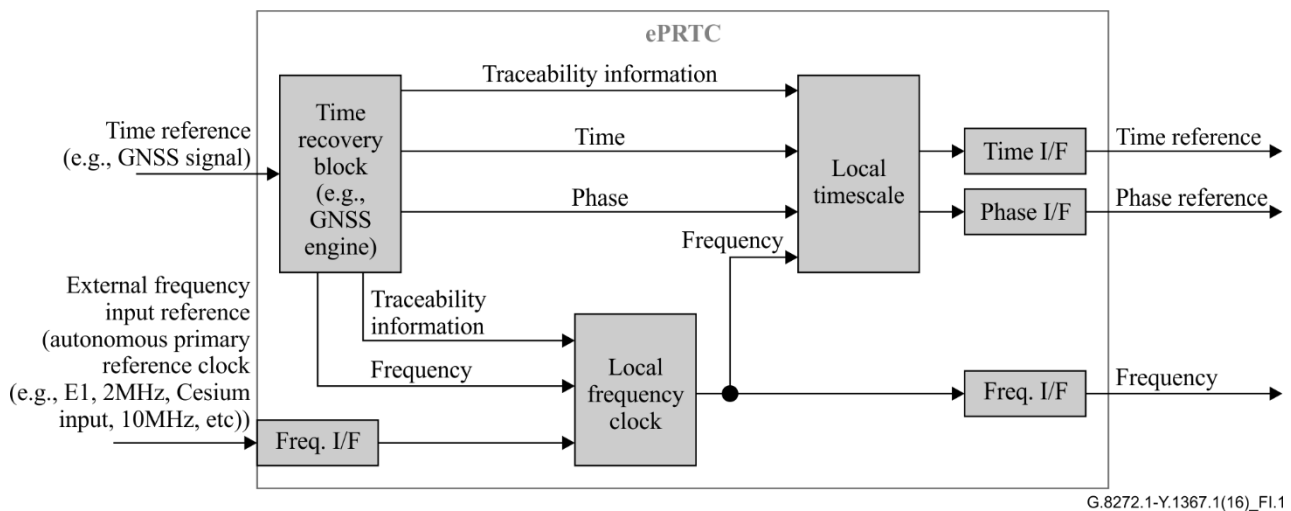 ePRTC
Traceability information
Time
recovery
block
(e.g.,
GNSS
engine)
Time reference
(e.g., GNSS signal)
Time
Phase
Local
timescale
Time I/F
Time reference
Phase I/F
Phase reference
Frequency
External frequency
input reference
(autonomous primary
reference clock
(e.g., E1, 2MHz, Cesium
input, 10MHz, etc))
Traceability
information
Frequency
Local
frequency
clock
Freq. I/F
Freq. I/F
Frequency
G.8272.1-Y.1367.1(16)_FI.1